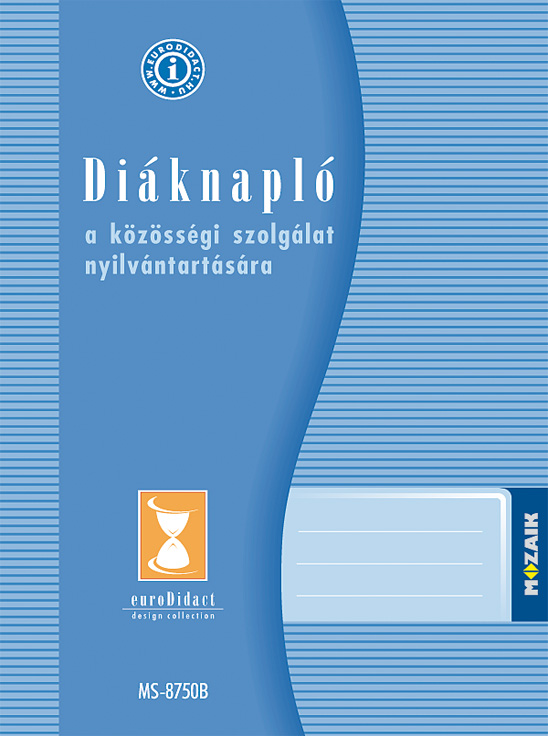 WWW.EURODIDACT.HU
i
Diáknapló
a közösségi szolgálat
nyilvántartására
euroDidact
design collection
MOZAIK
MS-8750B